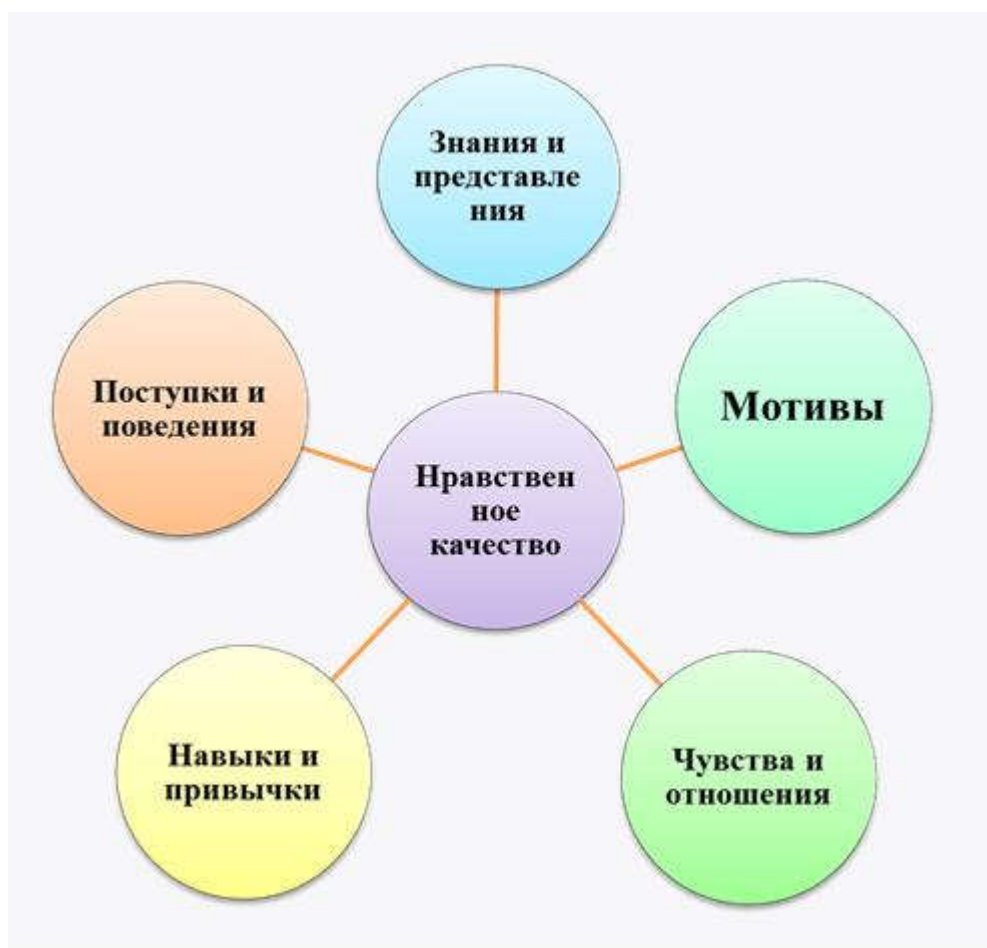 Знания и
представле
ния
Мотивы
Поступки и
поведения
Нравствен
ное
качество
Навыки и
привычки
Чувства и
отношения